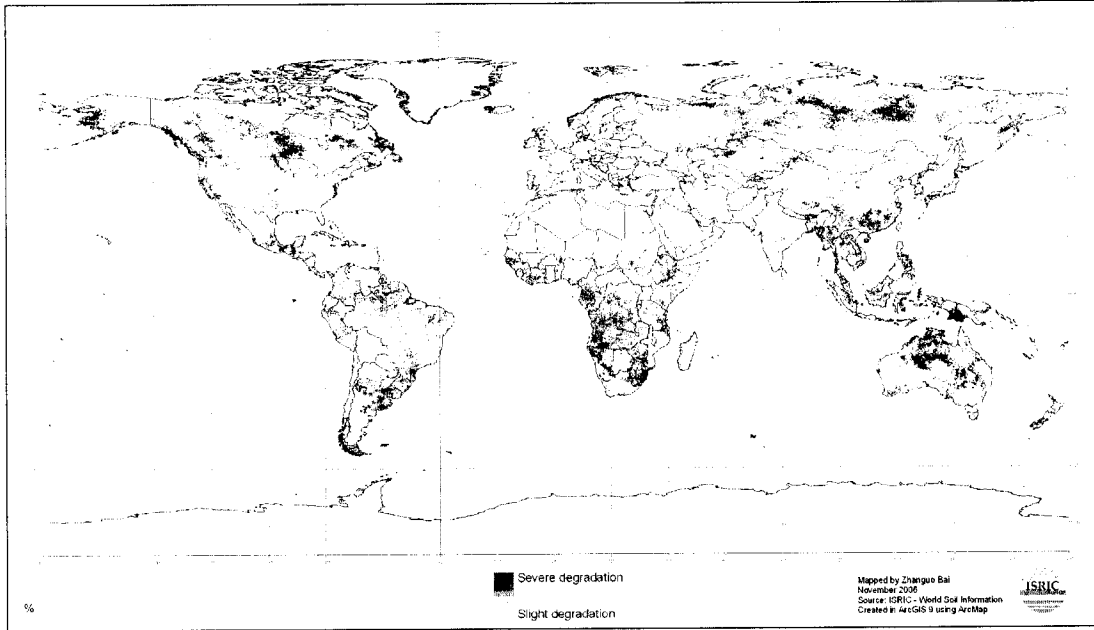 Severe degradation
Slight degradation
%
Mapped by Zhanguo Bai
November 2006
Source: ISRIC - World Soil Information
Created in ArcGIS 9 using ArcMap
ISRIC